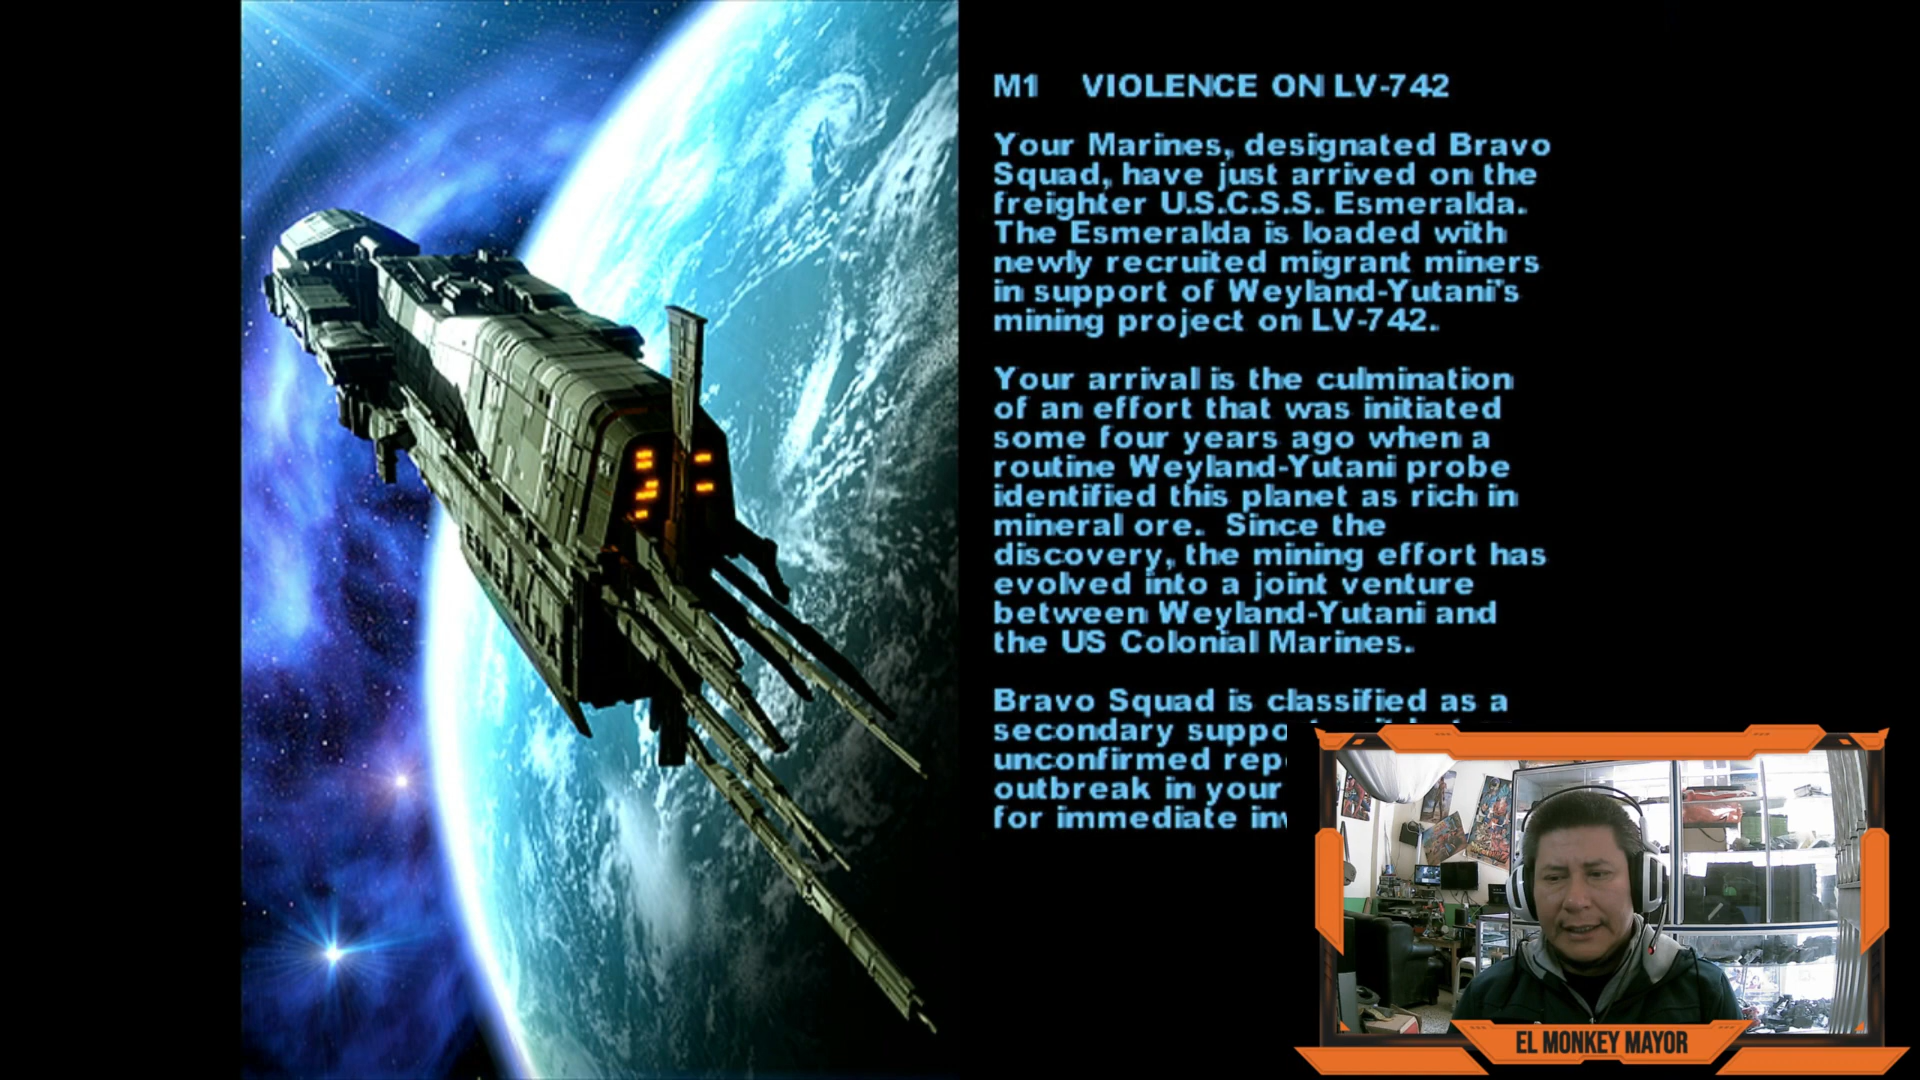 M1 VIOLENCE ON LV-742
Your Marines, designated Bravo
Squad, have just arrived on the
freighter U.S.C.S.S. Esmeralda.
The Esmeralda is loaded with
newly recruited migrant miners
in support of Weyland-Yutani's
mining project on LV-742.
Your arrival is the culmination
of an effort that was initiated
some four years ago when a
routine Weyland-Yutani probe
identified this planet as rich in
mineral ore. Since the
discovery, the mining effort has
evolved into a joint venture
between Weyland-Yutani and
the US Colonial Marines.
Bravo Squad is classified as a
secondary
unconfirmed
outbreak in your
for immediate
ESMERALDA
EL MONKEY MAYOR